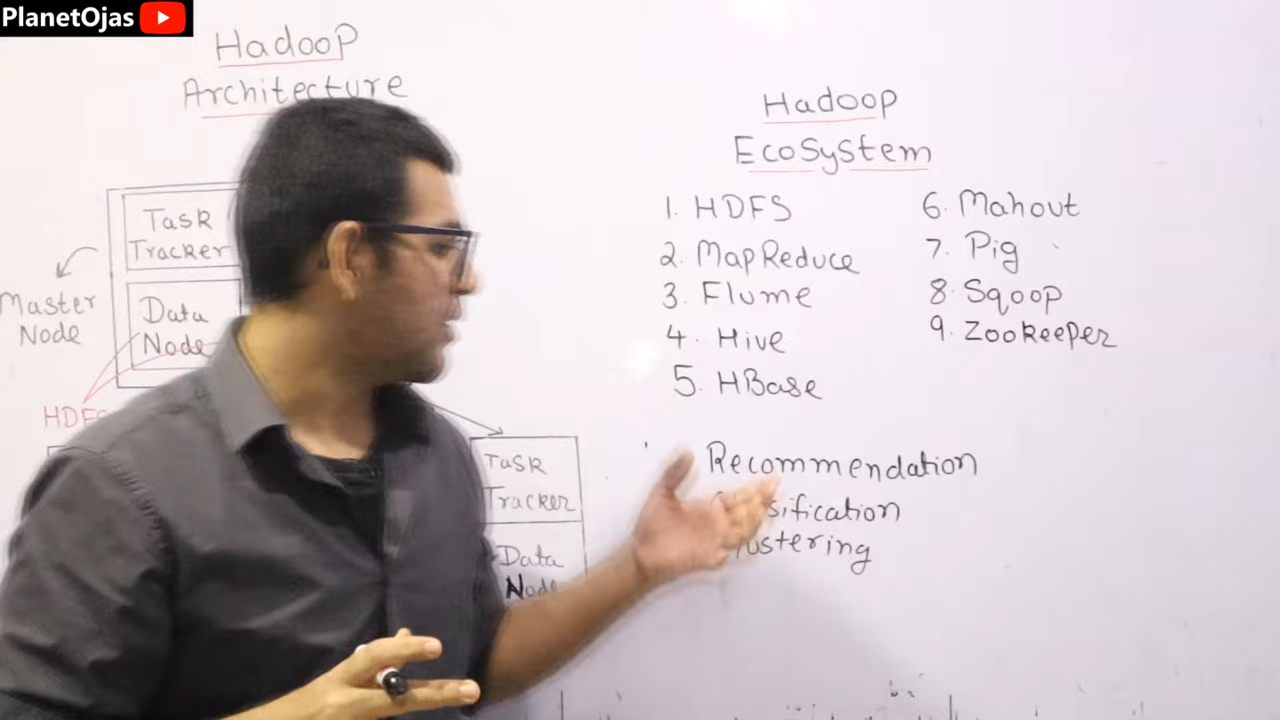 PlanetOjas
Hadoop
Architecture
Task
Tracker
Data
Node
Master
Node
Task
Tracker
Data
Hadoop
EcoSystem
1. HDFS
2. MapReduce
3. Flume
4. Hive
5. HBase
6. Mahout
7. Pig
8. Sqoop
9. Zookeeper
Recommendation